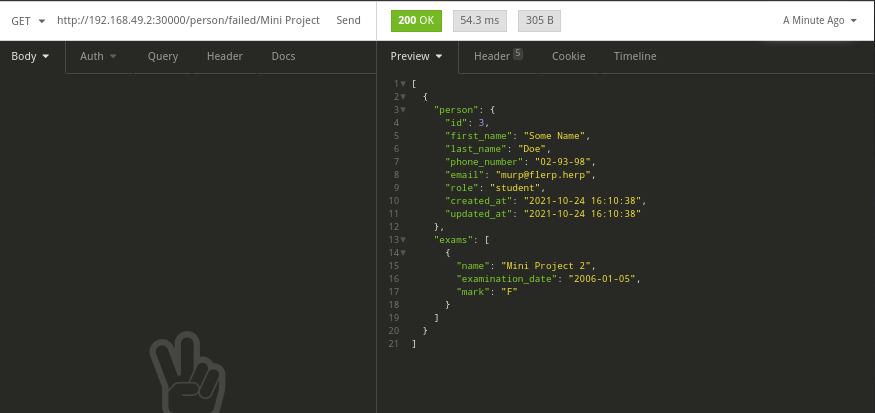 GET http://192.168.49.2:30000/person/failed/Mini Project Send 200 OK 54.3 ms 305 B A Minute Ago
Body Auth Query Header Docs Preview Header 5 Cookie Timeline
1 [
2 {
3 "person": {
4 "id": 3,
5 "first_name": "Some Name",
6 "last_name": "Doe",
7 "phone_number": "02-93-98",
8 "email": "murp@flerp.herp",
9 "role": "student",
10 "created_at": "2021-10-24 16:10:38",
11 "updated_at": "2021-10-24 16:10:38"
12 },
13 "exams": [
14 {
15 "name": "Mini Project 2",
16 "examination_date": "2006-01-05",
17 "mark": "F"
18 }
19 ]
20 }
21 ]